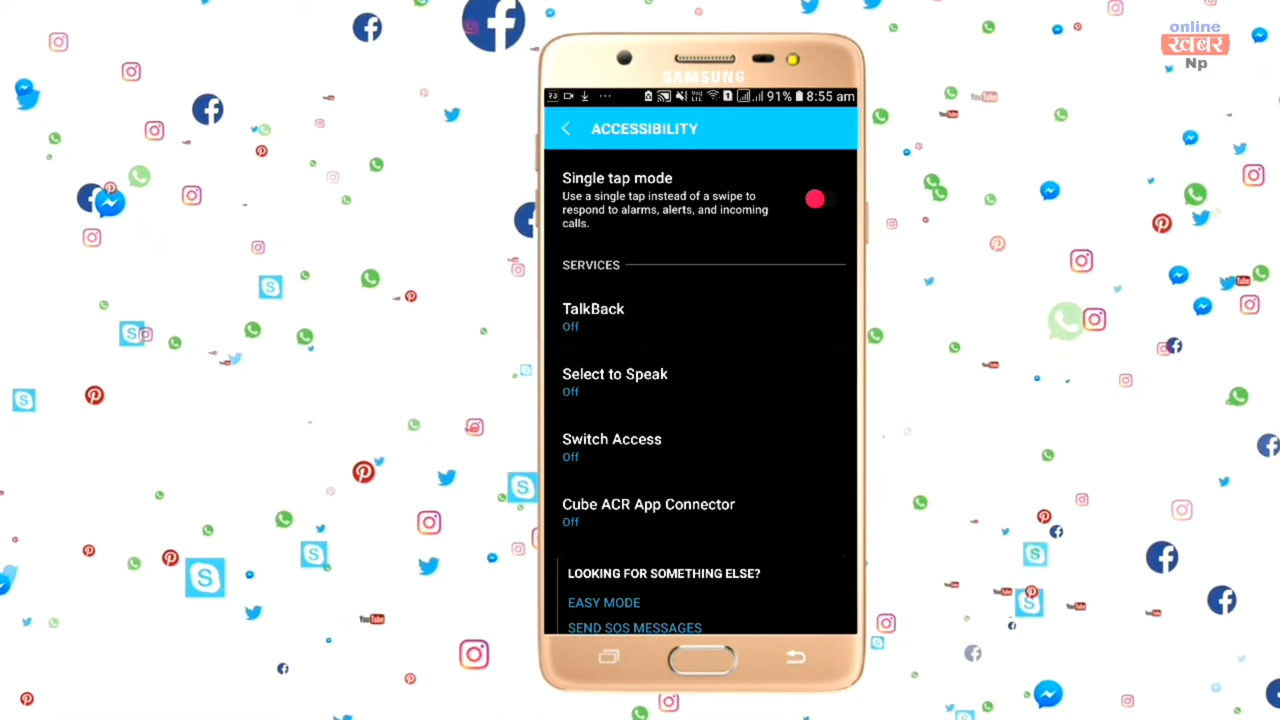 online
खबर
Np
SAMSUNG
91% 8:55 am
ACCESSIBILITY
Single tap mode
Use a single tap instead of a swipe to
respond to alarms, alerts, and incoming
calls.
SERVICES
TalkBack
Off
Select to Speak
Off
Switch Access
Off
Cube ACR App Connector
Off
LOOKING FOR SOMETHING ELSE?
EASY MODE
SEND SOS MESSAGES